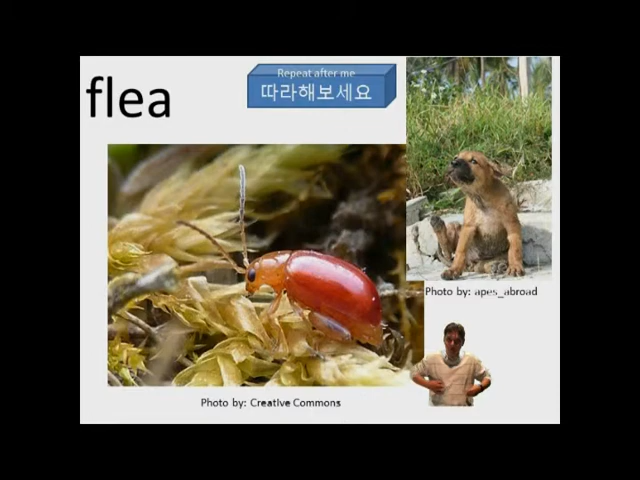 flea
Repeat after me
따라해보세요
Photo by: apes_abroad
Photo by: Creative Commons